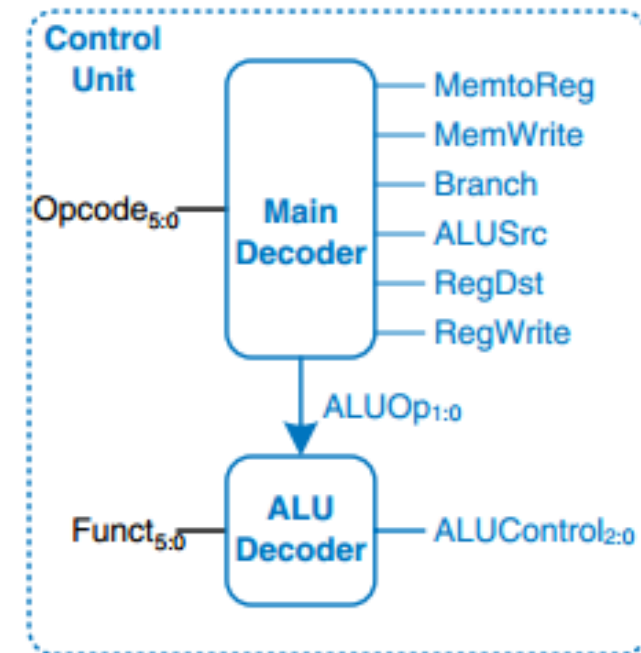 Control
Unit
MemtoReg
MemWrite
Branch
Opcode5:0
Main
Decoder
ALUSrc
RegDst
RegWrite
ALUOp1:0
Funct5:0
ALU
Decoder
ALUControl2:0